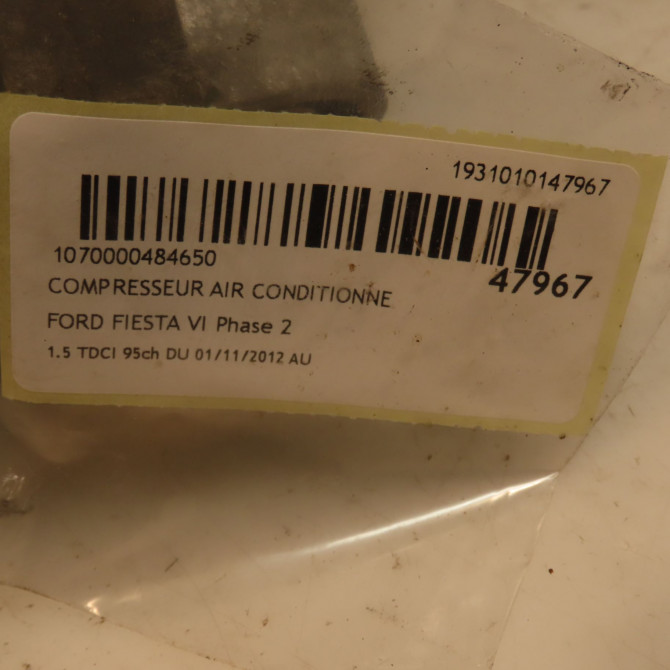 1931010147967
1070000484650
47967
COMPRESSEUR AIR CONDITIONNE
FORD FIESTA VI Phase 2
1.5 TDCI 95ch DU 01/11/2012 AU